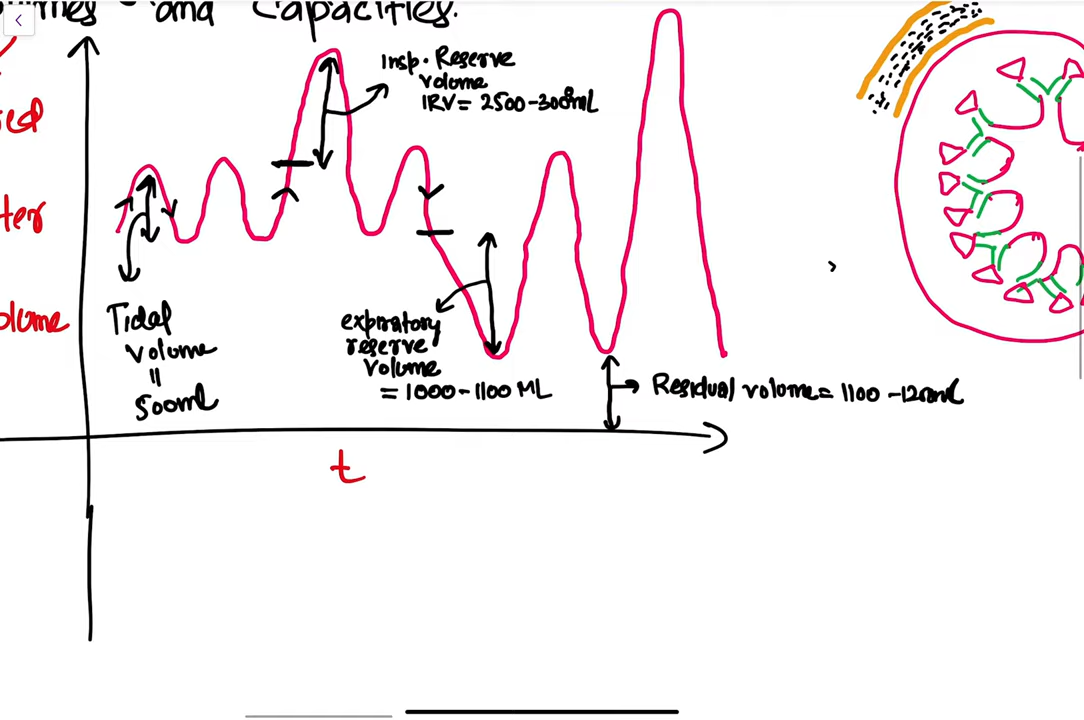 and Capacities.
Insp. Reserve
volume
IRV = 2500-3000mL
Tidal
volume
=
500mL
expiratory
reserve
volume
= 1000-1100 ML
Residual volume = 1100-1200mL
olume
t